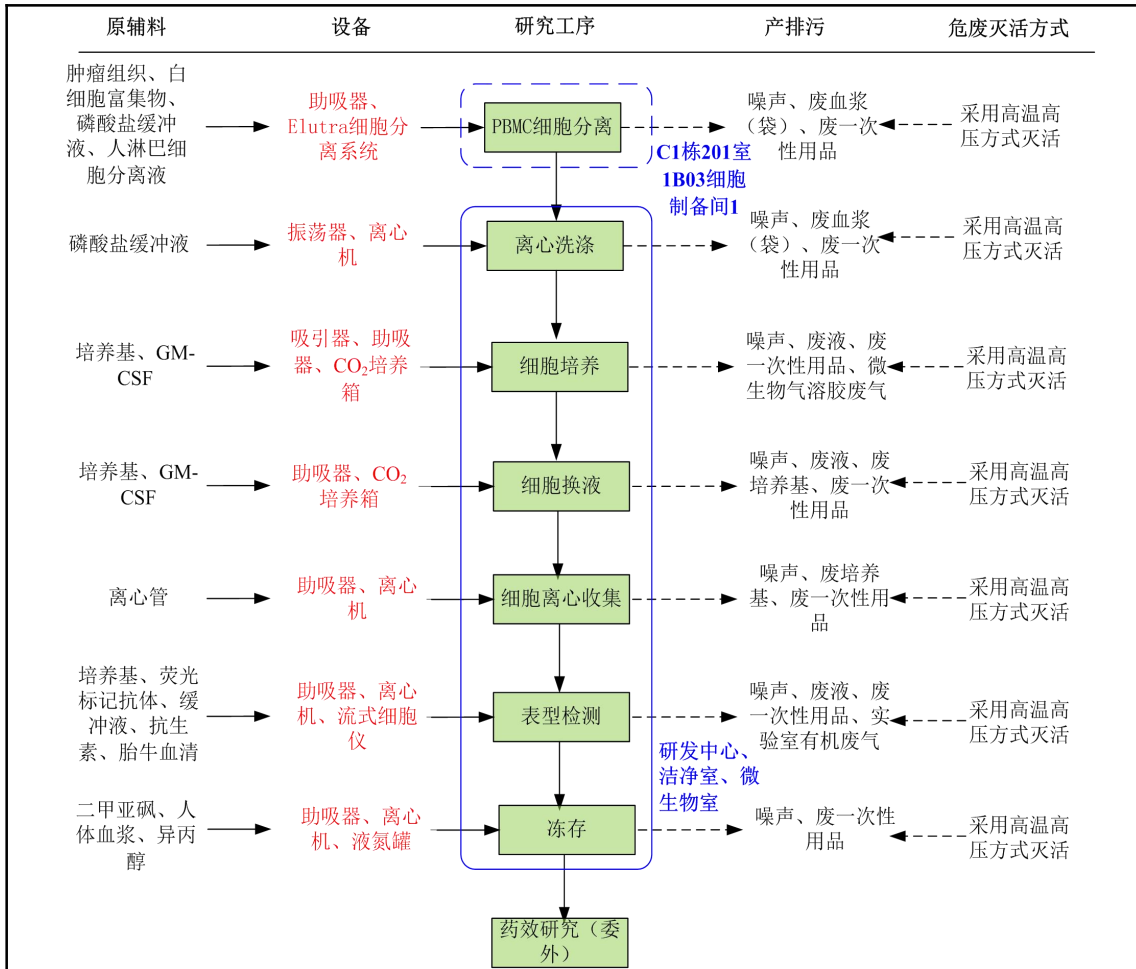 原辅料
设备
研究工序
产排污
危废灭活方式
肿瘤组织、白
细胞富集物、
磷酸盐缓冲
液、人淋巴细
胞分离液
助吸器、
Elutra细胞分
离系统
PBMC细胞分离
噪声、废血浆
（袋）、废一次
性用品
采用高温高
压方式灭活
C1栋201室
1B03细胞
制备间1
磷酸盐缓冲液
振荡器、离心
机
离心洗涤
噪声、废血浆
（袋）、废一次
性用品
采用高温高
压方式灭活
培养基、GM-
CSF
吸引器、助吸
器、CO₂培养
箱
细胞培养
噪声、废液、废
一次性用品、微
生物气溶胶废气
采用高温高
压方式灭活
培养基、GM-
CSF
助吸器、CO₂
培养箱
细胞换液
噪声、废液、废
培养基、废一次
性用品
采用高温高
压方式灭活
离心管
助吸器、离心
机
细胞离心收集
噪声、废培养
基、废一次性用
品
采用高温高
压方式灭活
培养基、荧光
标记抗体、缓
冲液、抗生
素、胎牛血清
助吸器、离心
机、流式细胞
仪
表型检测
噪声、废液、废
一次性用品、实
验室有机废气
采用高温高
压方式灭活
研发中心、
洁净室、微
生物室
二甲亚砜、人
体血浆、异丙
醇
助吸器、离心
机、液氮罐
冻存
噪声、废一次性
用品
采用高温高
压方式灭活
药效研究（委
外）